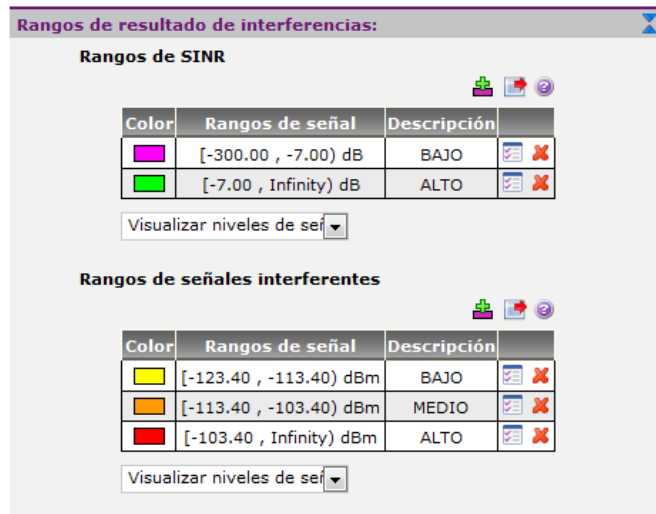 Rangos de resultado de interferencias:
Rangos de SINR
Color Rangos de señal Descripción
[-300.00 , -7.00) dB BAJO
[-7.00 , Infinity) dB ALTO
Visualizar niveles de
Rangos de señales interferentes
Color Rangos de señal Descripción
[-123.40 , -113.40) dBm BAJO
[-113.40 , -103.40) dBm MEDIO
[-103.40 , Infinity) dBm ALTO
Visualizar niveles de